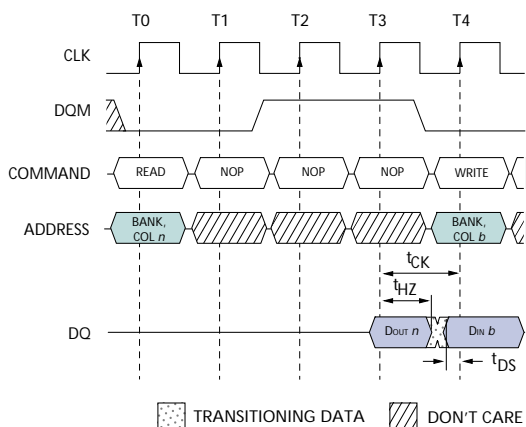 T0 T1 T2 T3 T4
CLK
DQM
COMMAND READ NOP NOP NOP WRITE
ADDRESS BANK, COL n BANK, COL b
tCK
tHZ
DQ DOUT n DIN b
tDS
TRANSITIONING DATA DON'T CARE